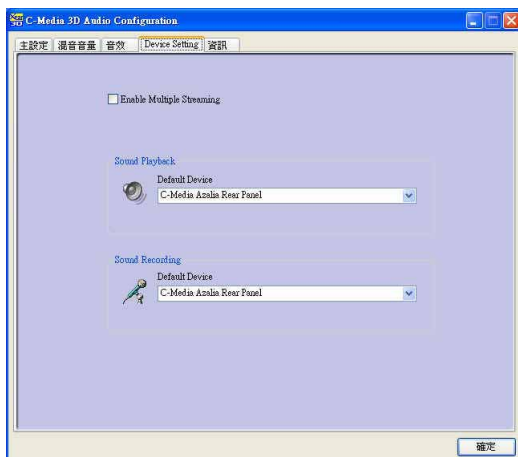 C-Media 3D Audio Configuration
主設定 混音音量 音效 Device Setting 資訊
Enable Multiple Streaming
Sound Playback
Default Device
C-Media Azalia Rear Panel
Sound Recording
Default Device
C-Media Azalia Rear Panel
確定